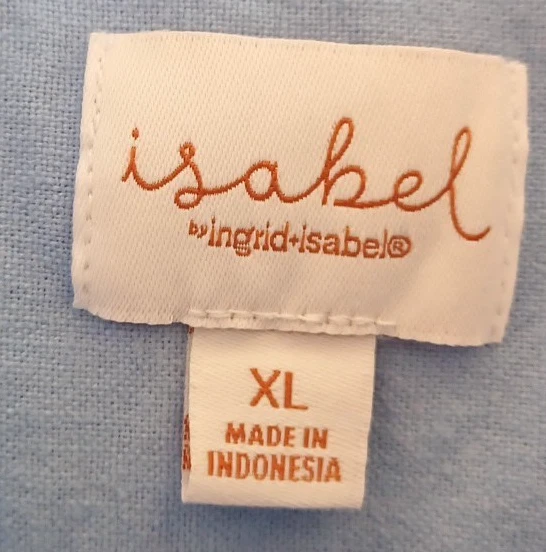 isabel
by ingrid+isabel®
XL
MADE IN
INDONESIA